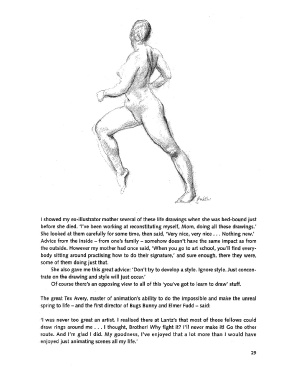 I showed my ex-illustrator mother several of these life drawings when she was bed-bound just
before she died. 'I've been working at reconstituting myself, Mom, doing all these drawings.'
She looked at them carefully for some time, then said, 'Very nice, very nice . . . Nothing new.'
Advice from the inside – from one's family – somehow doesn't have the same impact as from
the outside. However my mother had once said, 'When you go to art school, you'll find every-
body sitting around practising how to do their signature,' and sure enough, there they were,
some of them doing just that.
She also gave me this great advice: 'Don't try to develop a style. Ignore style. Just concen-
trate on the drawing and style will just occur.'
Of course there's an opposing view to all of this 'you've got to learn to draw' stuff.
The great Tex Avery, master of animation's ability to do the impossible and make the unreal
spring to life – and the first director of Bugs Bunny and Elmer Fudd – said:
'I was never too great an artist. I realised there at Lantz's that most of those fellows could
draw rings around me . . . I thought, Brother! Why fight it? I'll never make it! Go the other
route. And I'm glad I did. My goodness, I've enjoyed that a lot more than I would have
enjoyed just animating scenes all my life.'
29